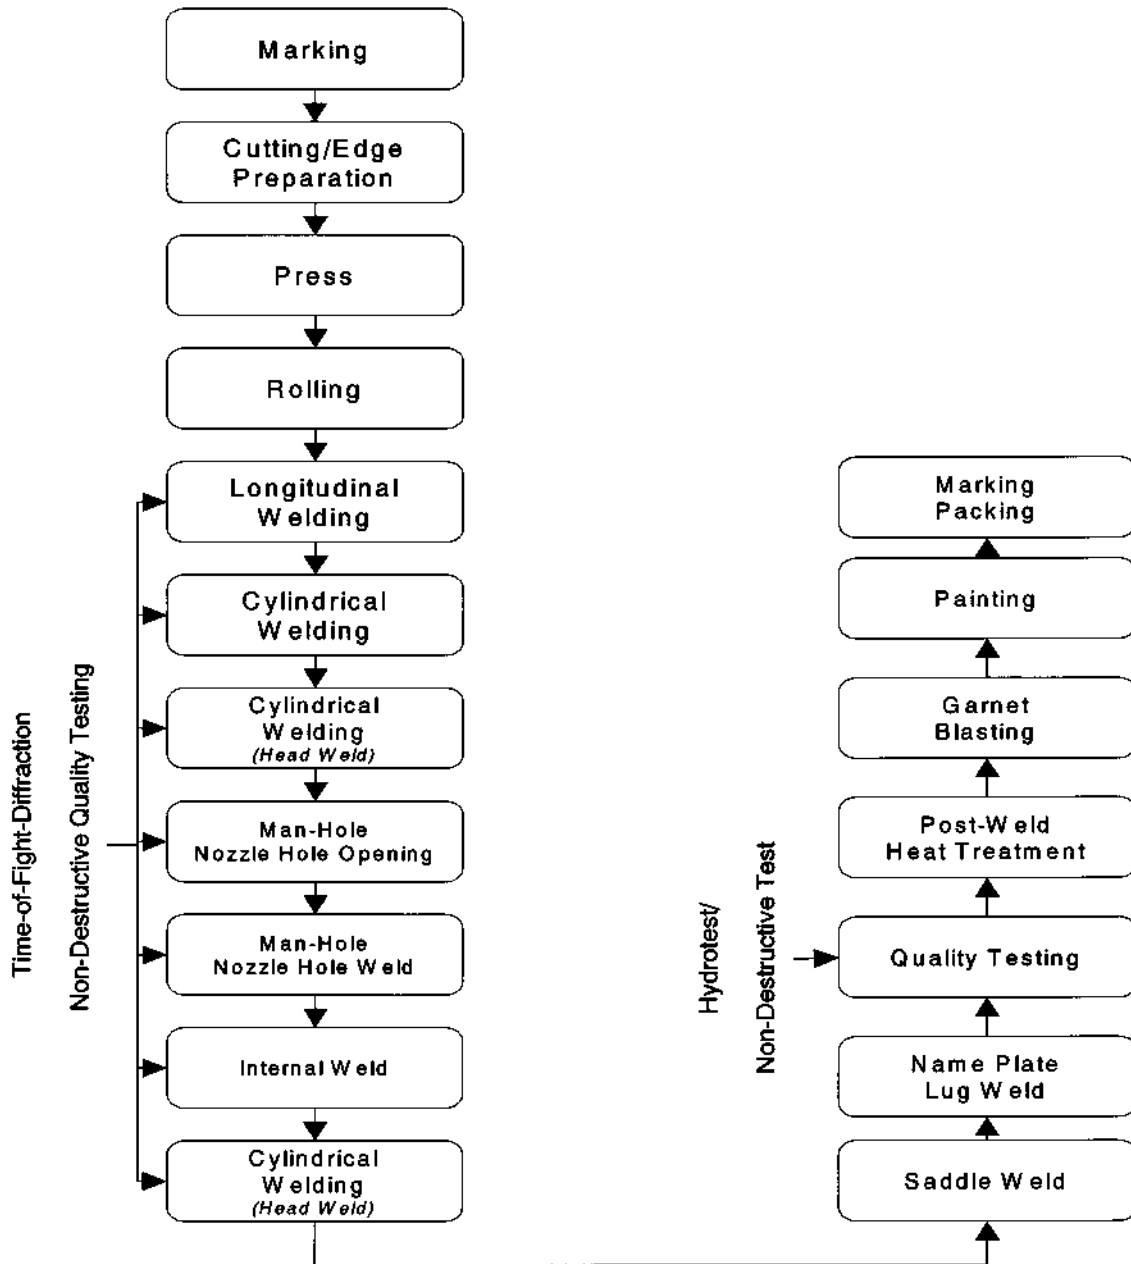 Marking
Cutting/Edge
Preparation
Press
Rolling
Longitudinal
Welding
Cylindrical
Welding
Cylindrical
Welding
(Head Weld)
Man-Hole
Nozzle Hole Opening
Man-Hole
Nozzle Hole Weld
Internal Weld
Cylindrical
Welding
(Head Weld)
Time-of-Fight-Diffraction
Non-Destructive Quality Testing
Marking
Packing
Painting
Garnet
Blasting
Post-Weld
Heat Treatment
Quality Testing
Name Plate
Lug Weld
Saddle Weld
Hydrotest/
Non-Destructive Test